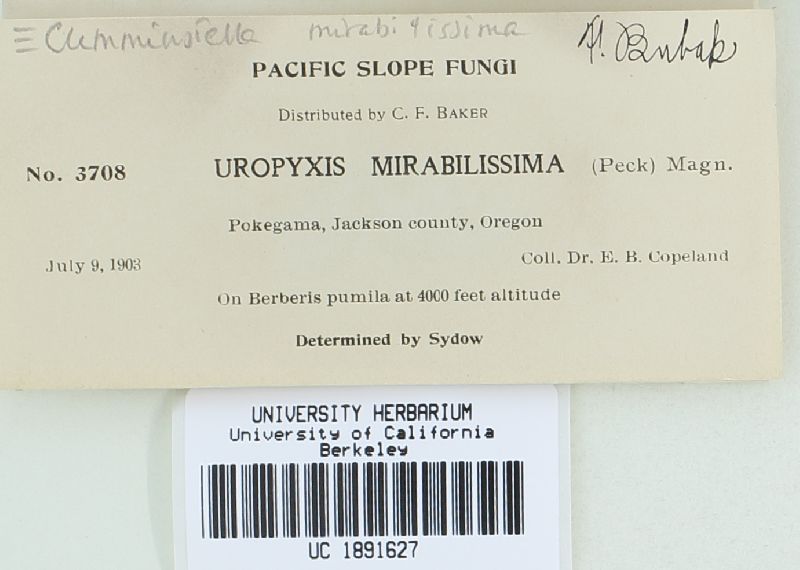 ≡ Cumminsiella mirabilissima F. Bubak
PACIFIC SLOPE FUNGI
Distributed by C. F. BAKER
No. 3708 UROPYXIS MIRABILISSIMA (Peck) Magn.
Pokegama, Jackson county, Oregon
July 9, 1903 Coll. Dr. E. B. Copeland
On Berberis pumila at 4000 feet altitude
Determined by Sydow
UNIVERSITY HERBARIUM
University of California
Berkeley
UC 1891627